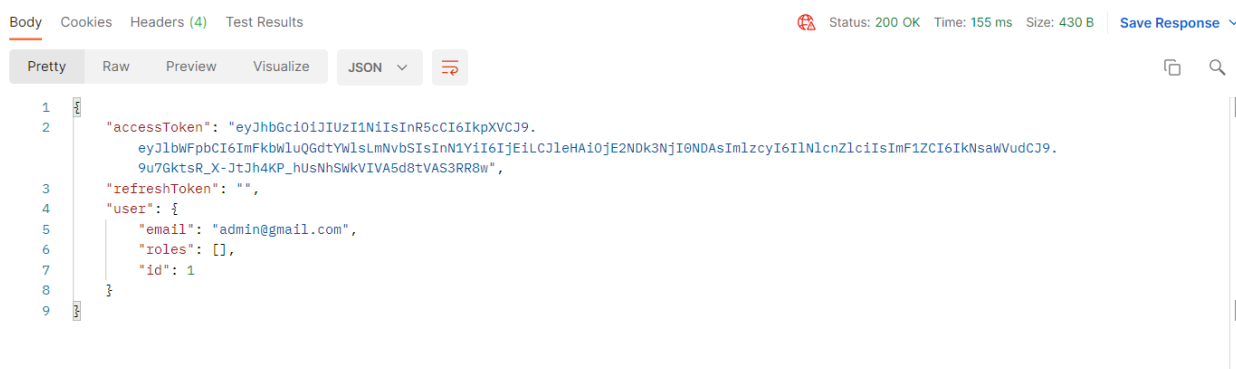 Body Cookies Headers (4) Test Results Status: 200 OK Time: 155 ms Size: 430 B Save Response
Pretty Raw Preview Visualize JSON
1 {
2 "accessToken": "eyJhbGciOiJIUzI1NiIsInR5cCI6IkpXVCJ9.
eyJlbWFpbCI6ImFkbWluQGdtYWlsLmNvbSIsInN1YiI6IjEiLCJleHAiOjE2NDk3NjI0NDAsImlzcyI6IlNlcnZlciIsImF1ZCI6IkNsaWVudCJ9.
9u7GktsR_X-JtJh4KP_hUsNhSWkVIVA5d8tVAS3RR8w",
3 "refreshToken": "",
4 "user": {
5 "email": "admin@gmail.com",
6 "roles": [],
7 "id": 1
8 }
9 }